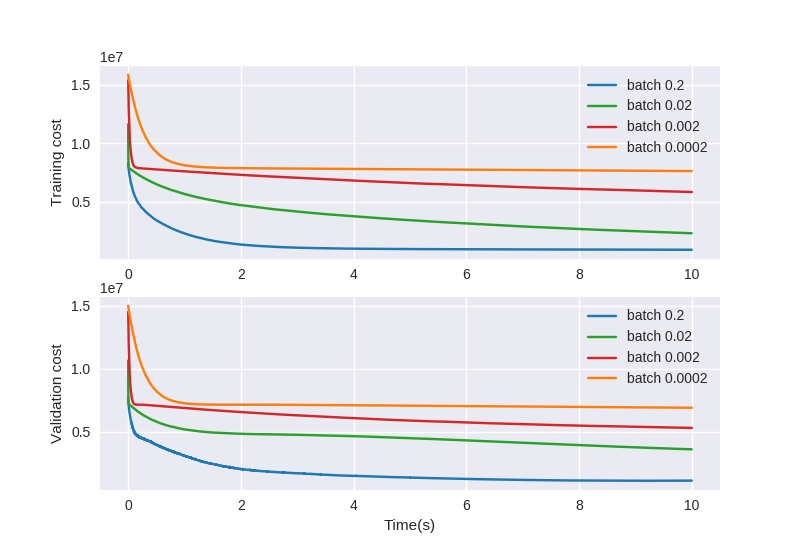 1e7
Training cost
1.5
1.0
0.5
batch 0.2
batch 0.02
batch 0.002
batch 0.0002
0 2 4 6 8 10
1e7
Validation cost
1.5
1.0
0.5
batch 0.2
batch 0.02
batch 0.002
batch 0.0002
0 2 4 6 8 10
Time(s)